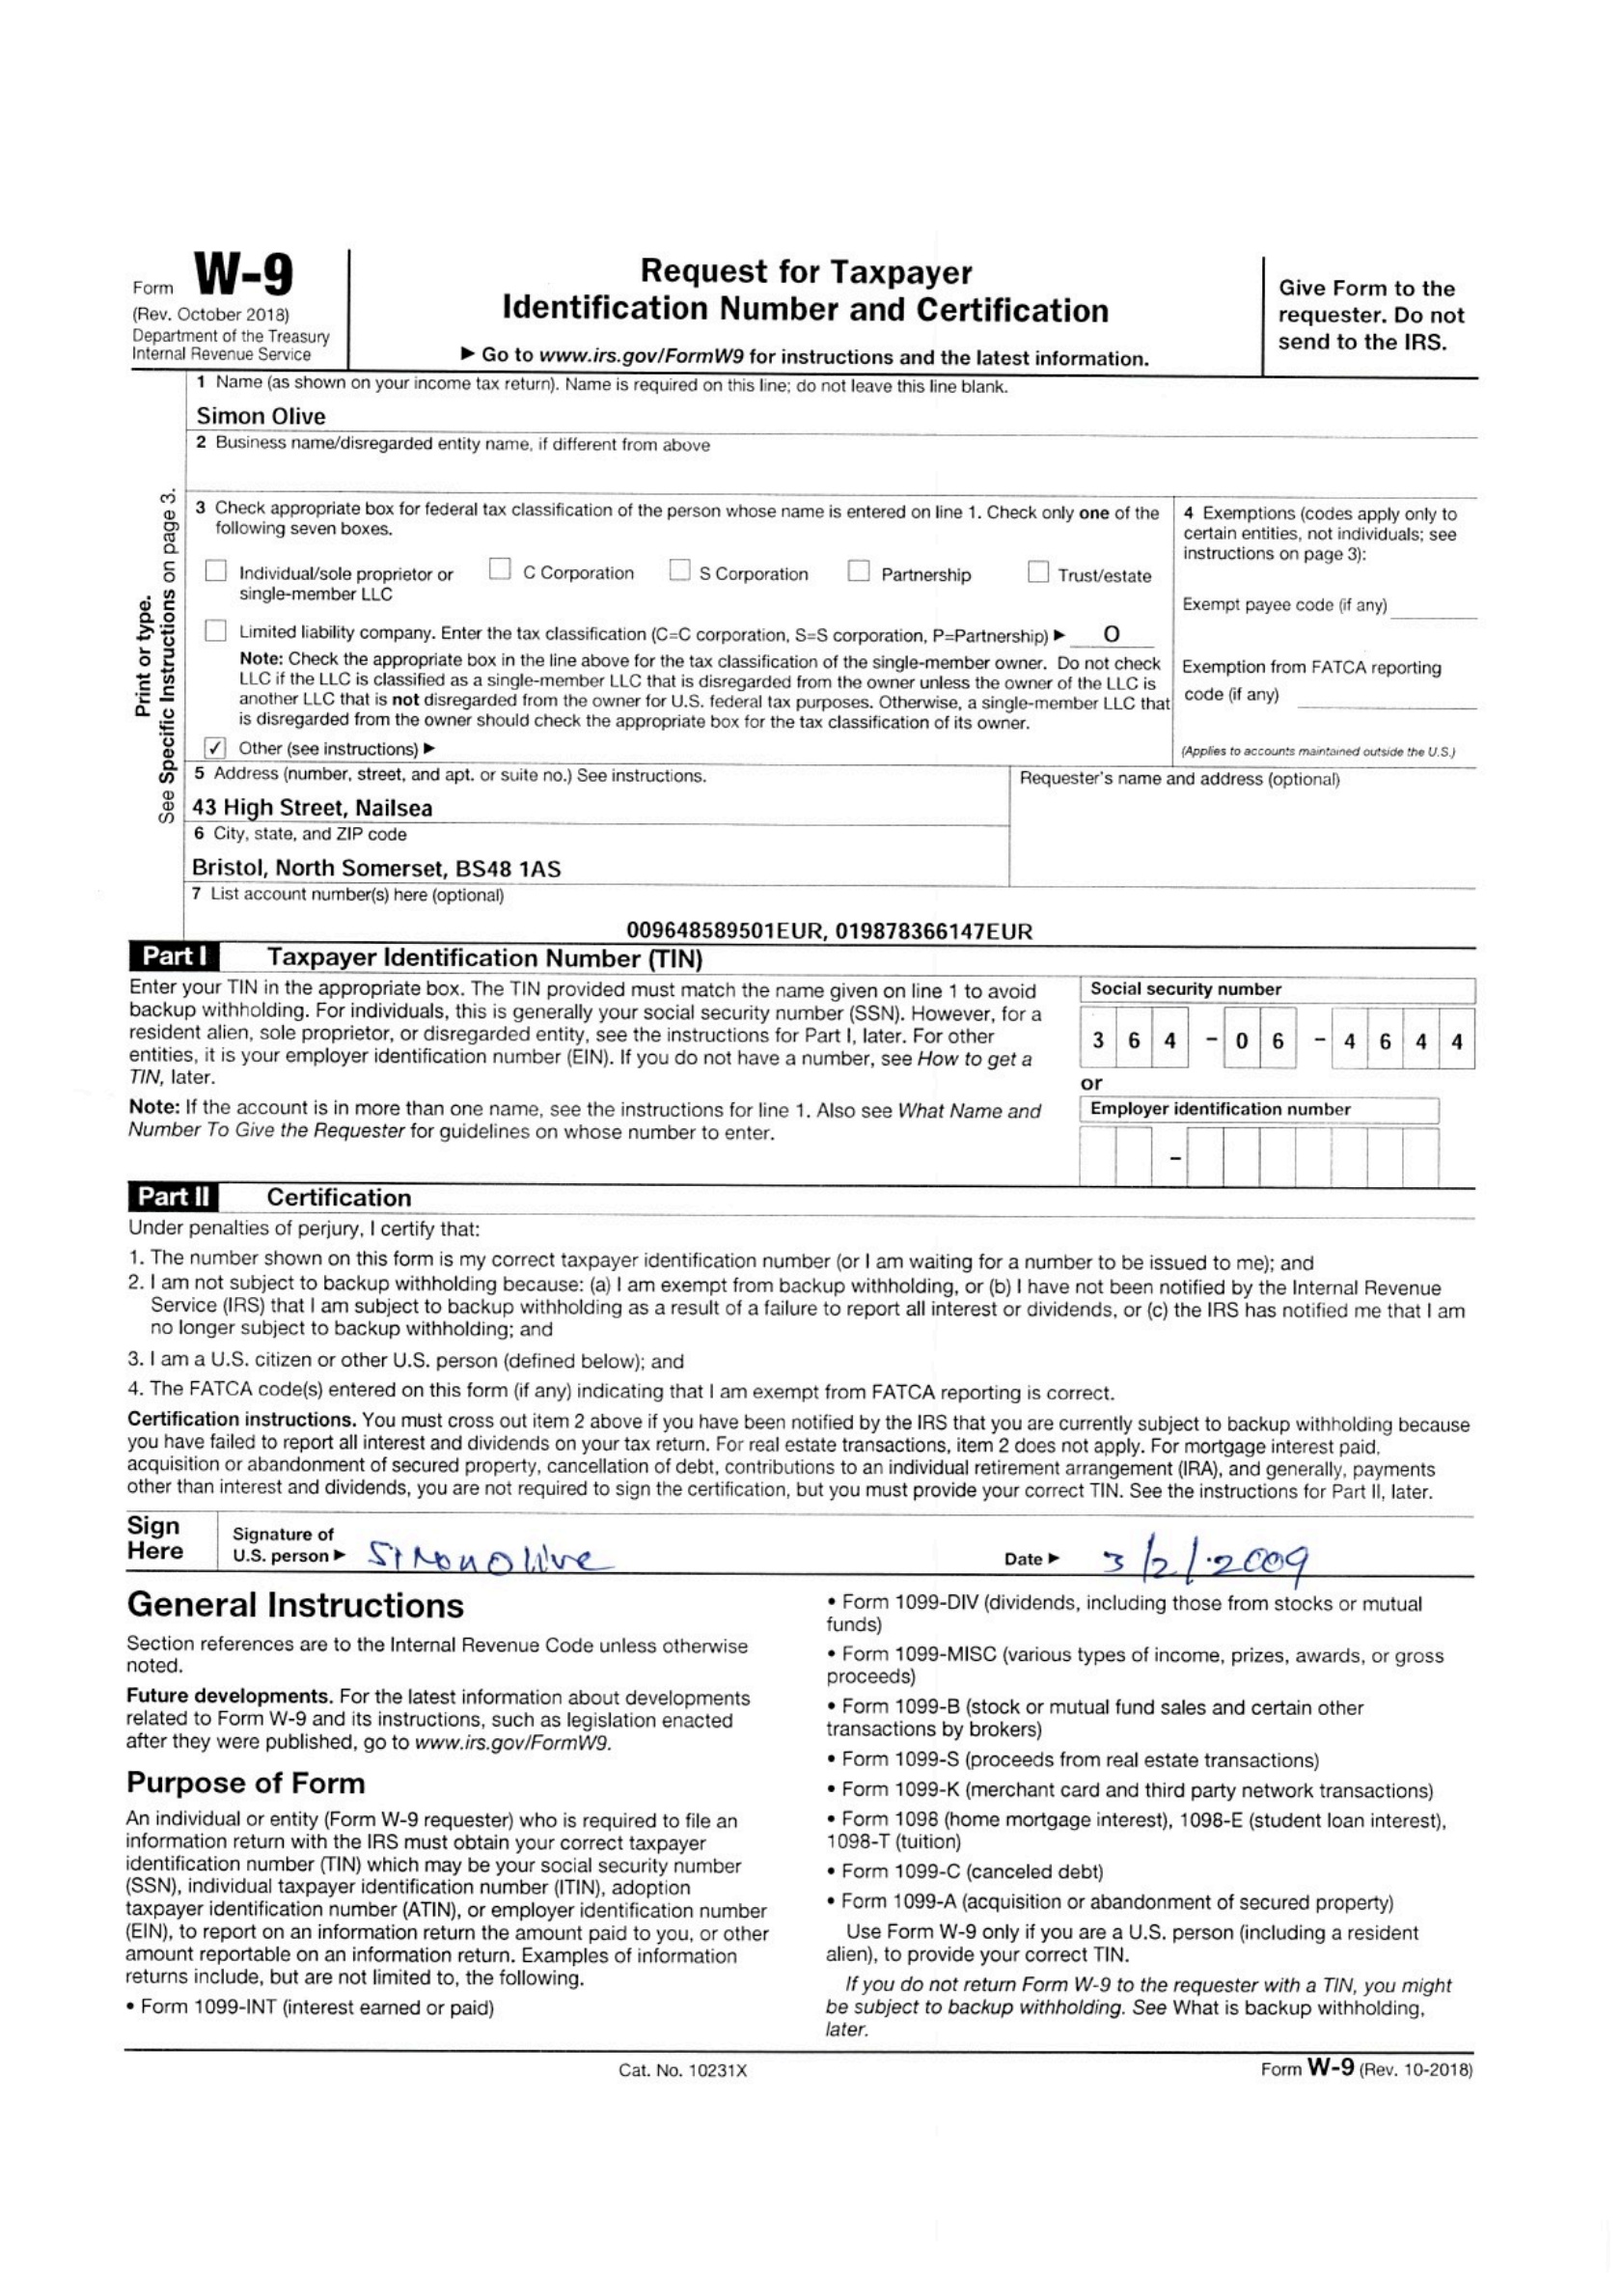 Form W-9
(Rev. October 2018)
Department of the Treasury
Internal Revenue Service
Request for Taxpayer
Identification Number and Certification
▶ Go to www.irs.gov/FormW9 for instructions and the latest information.
Give Form to the
requester. Do not
send to the IRS.
Print or type.
See Specific Instructions on page 3.
1 Name (as shown on your income tax return). Name is required on this line; do not leave this line blank.
Simon Olive
2 Business name/disregarded entity name, if different from above
3 Check appropriate box for federal tax classification of the person whose name is entered on line 1. Check only one of the
following seven boxes.
Individual/sole proprietor or
single-member LLC
C Corporation
S Corporation
Partnership
Trust/estate
Limited liability company. Enter the tax classification (C=C corporation, S=S corporation, P=Partnership) ▶ O
Note: Check the appropriate box in the line above for the tax classification of the single-member owner. Do not check
LLC if the LLC is classified as a single-member LLC that is disregarded from the owner unless the owner of the LLC is
another LLC that is not disregarded from the owner for U.S. federal tax purposes. Otherwise, a single-member LLC that
is disregarded from the owner should check the appropriate box for the tax classification of its owner.
✓ Other (see instructions) ▶
4 Exemptions (codes apply only to
certain entities, not individuals; see
instructions on page 3):
Exempt payee code (if any)
Exemption from FATCA reporting
code (if any)
(Applies to accounts maintained outside the U.S.)
5 Address (number, street, and apt. or suite no.) See instructions.
43 High Street, Nailsea
6 City, state, and ZIP code
Bristol, North Somerset, BS48 1AS
Requester's name and address (optional)
7 List account number(s) here (optional)
009648589501EUR, 019878366147EUR
Part I Taxpayer Identification Number (TIN)
Enter your TIN in the appropriate box. The TIN provided must match the name given on line 1 to avoid
backup withholding. For individuals, this is generally your social security number (SSN). However, for a
resident alien, sole proprietor, or disregarded entity, see the instructions for Part I, later. For other
entities, it is your employer identification number (EIN). If you do not have a number, see How to get a
TIN, later.
Note: If the account is in more than one name, see the instructions for line 1. Also see What Name and
Number To Give the Requester for guidelines on whose number to enter.
Social security number
3 6 4 - 0 6 - 4 6 4 4
or
Employer identification number
-
Part II Certification
Under penalties of perjury, I certify that:
1. The number shown on this form is my correct taxpayer identification number (or I am waiting for a number to be issued to me); and
2. I am not subject to backup withholding because: (a) I am exempt from backup withholding, or (b) I have not been notified by the Internal Revenue
Service (IRS) that I am subject to backup withholding as a result of a failure to report all interest or dividends, or (c) the IRS has notified me that I am
no longer subject to backup withholding; and
3. I am a U.S. citizen or other U.S. person (defined below); and
4. The FATCA code(s) entered on this form (if any) indicating that I am exempt from FATCA reporting is correct.
Certification instructions. You must cross out item 2 above if you have been notified by the IRS that you are currently subject to backup withholding because
you have failed to report all interest and dividends on your tax return. For real estate transactions, item 2 does not apply. For mortgage interest paid,
acquisition or abandonment of secured property, cancellation of debt, contributions to an individual retirement arrangement (IRA), and generally, payments
other than interest and dividends, you are not required to sign the certification, but you must provide your correct TIN. See the instructions for Part II, later.
Sign
Here
Signature of
U.S. person ▶ Simon Olive
Date ▶ 3/2/2009
General Instructions
Section references are to the Internal Revenue Code unless otherwise
noted.
Future developments. For the latest information about developments
related to Form W-9 and its instructions, such as legislation enacted
after they were published, go to www.irs.gov/FormW9.
Purpose of Form
An individual or entity (Form W-9 requester) who is required to file an
information return with the IRS must obtain your correct taxpayer
identification number (TIN) which may be your social security number
(SSN), individual taxpayer identification number (ITIN), adoption
taxpayer identification number (ATIN), or employer identification number
(EIN), to report on an information return the amount paid to you, or other
amount reportable on an information return. Examples of information
returns include, but are not limited to, the following.
• Form 1099-INT (interest earned or paid)
• Form 1099-DIV (dividends, including those from stocks or mutual
funds)
• Form 1099-MISC (various types of income, prizes, awards, or gross
proceeds)
• Form 1099-B (stock or mutual fund sales and certain other
transactions by brokers)
• Form 1099-S (proceeds from real estate transactions)
• Form 1099-K (merchant card and third party network transactions)
• Form 1098 (home mortgage interest), 1098-E (student loan interest),
1098-T (tuition)
• Form 1099-C (canceled debt)
• Form 1099-A (acquisition or abandonment of secured property)
Use Form W-9 only if you are a U.S. person (including a resident
alien), to provide your correct TIN.
If you do not return Form W-9 to the requester with a TIN, you might
be subject to backup withholding. See What is backup withholding,
later.
Cat. No. 10231X
Form W-9 (Rev. 10-2018)